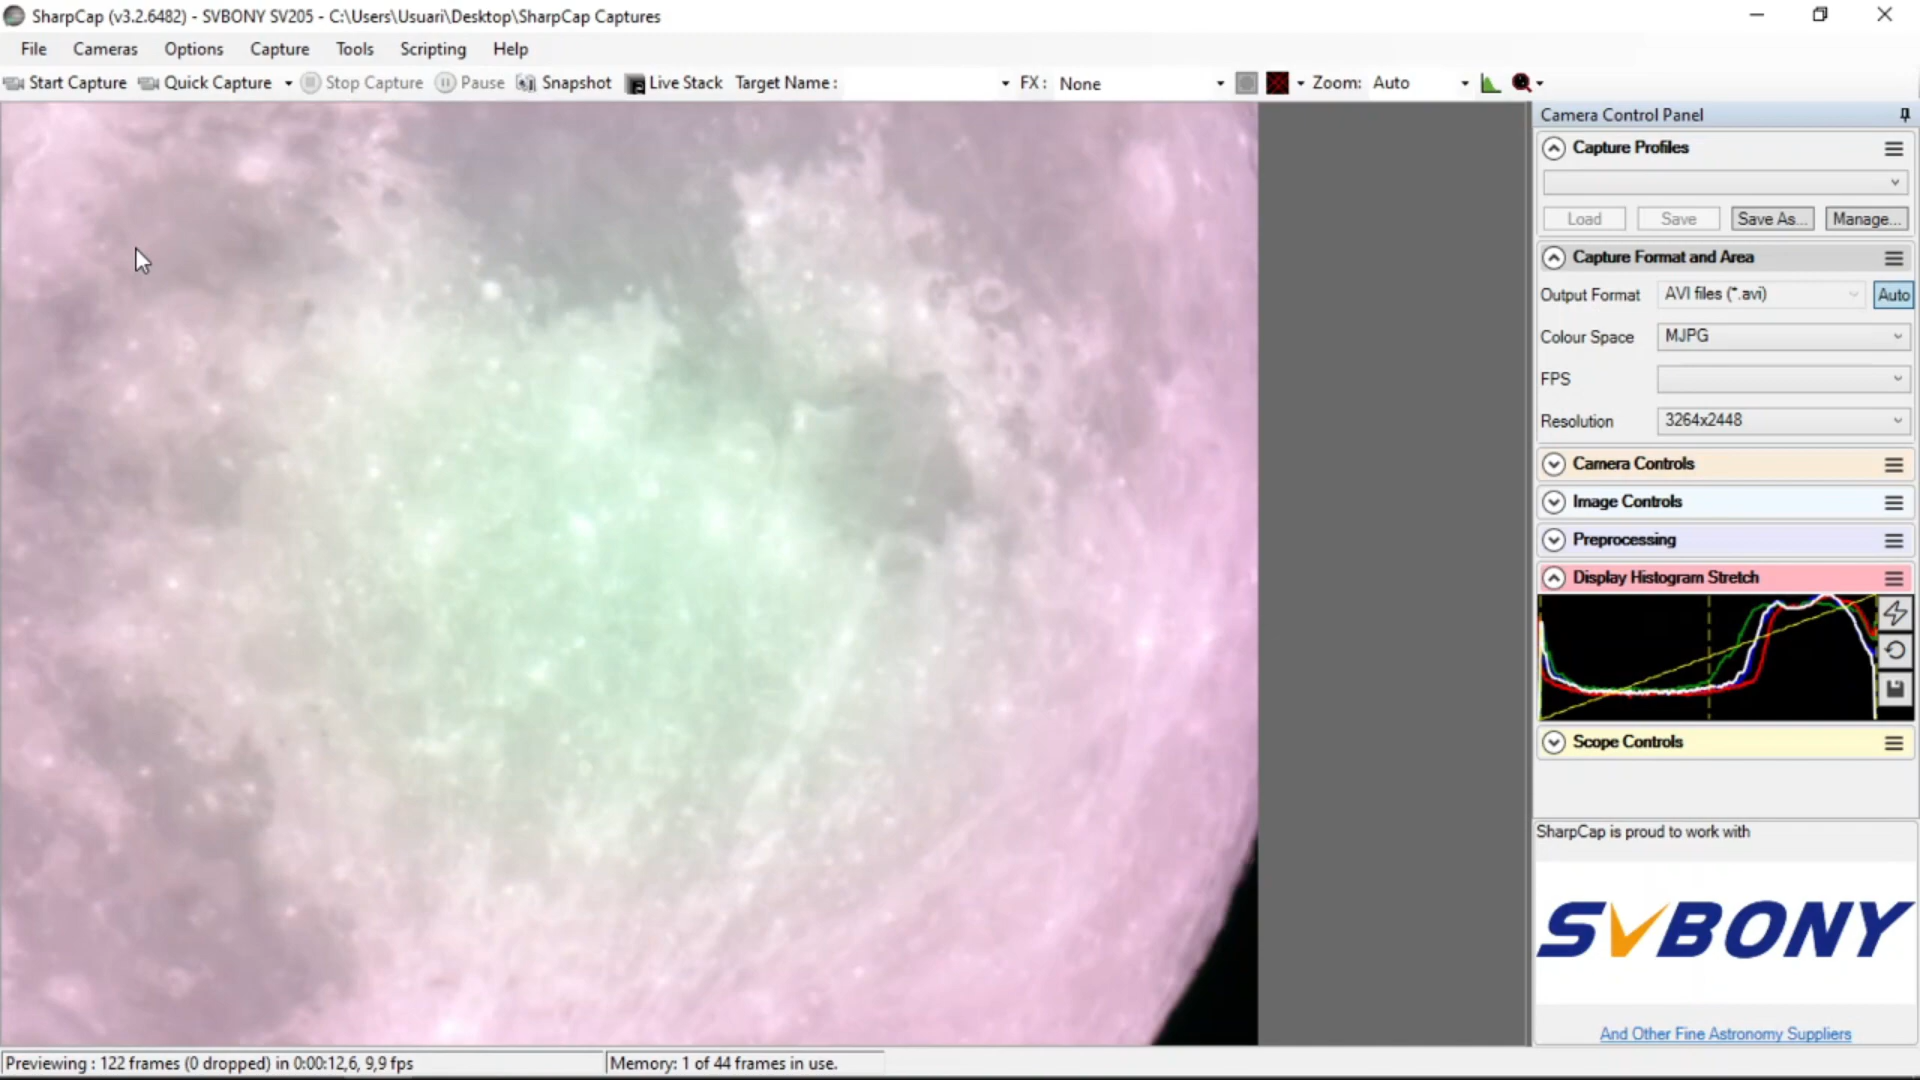 SharpCap (v3.2.6482) - SVBONY SV205 - C:\Users\Usuari\Desktop\SharpCap Captures
File Cameras Options Capture Tools Scripting Help
Start Capture Quick Capture Stop Capture Pause Snapshot Live Stack Target Name : FX : None Zoom: Auto
Camera Control Panel
Capture Profiles
Load Save Save As... Manage...
Capture Format and Area
Output Format AVI files (*.avi) Auto
Colour Space MJPG
FPS
Resolution 3264x2448
Camera Controls
Image Controls
Preprocessing
Display Histogram Stretch
Scope Controls
SharpCap is proud to work with
SVBONY
And Other Fine Astronomy Suppliers
Previewing : 122 frames (0 dropped) in 0:00:12,6, 9,9 fps Memory: 1 of 44 frames in use.